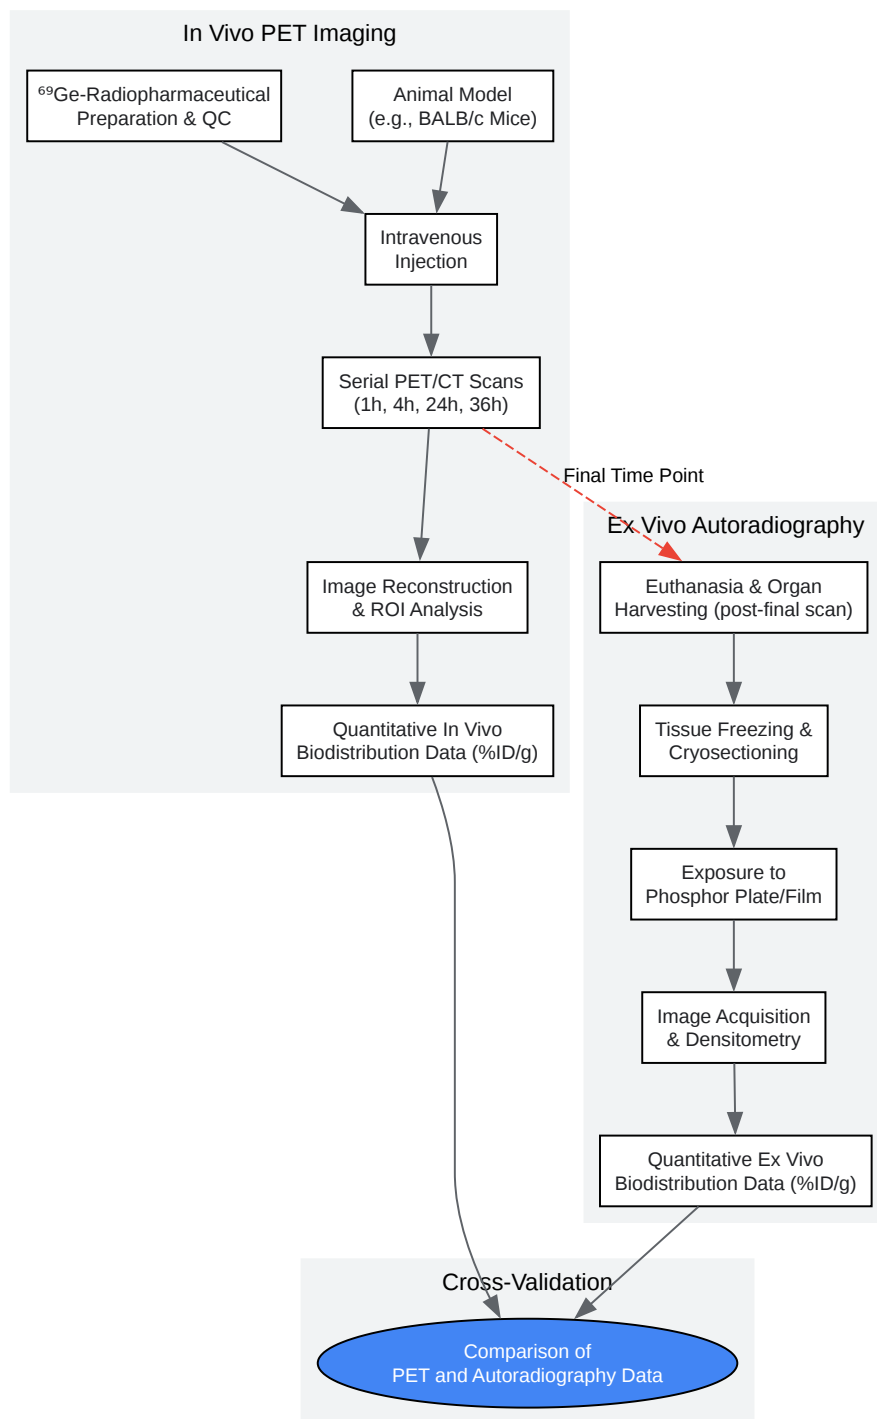 In Vivo PET Imaging
⁶⁹Ge-Radiopharmaceutical
Preparation & QC
Animal Model
(e.g., BALB/c Mice)
Intravenous
Injection
Serial PET/CT Scans
(1h, 4h, 24h, 36h)
Final Time Point
Image Reconstruction
& ROI Analysis
Quantitative In Vivo
Biodistribution Data (%ID/g)
Ex Vivo Autoradiography
Euthanasia & Organ
Harvesting (post-final scan)
Tissue Freezing &
Cryosectioning
Exposure to
Phosphor Plate/Film
Image Acquisition
& Densitometry
Quantitative Ex Vivo
Biodistribution Data (%ID/g)
Cross-Validation
Comparison of
PET and Autoradiography Data